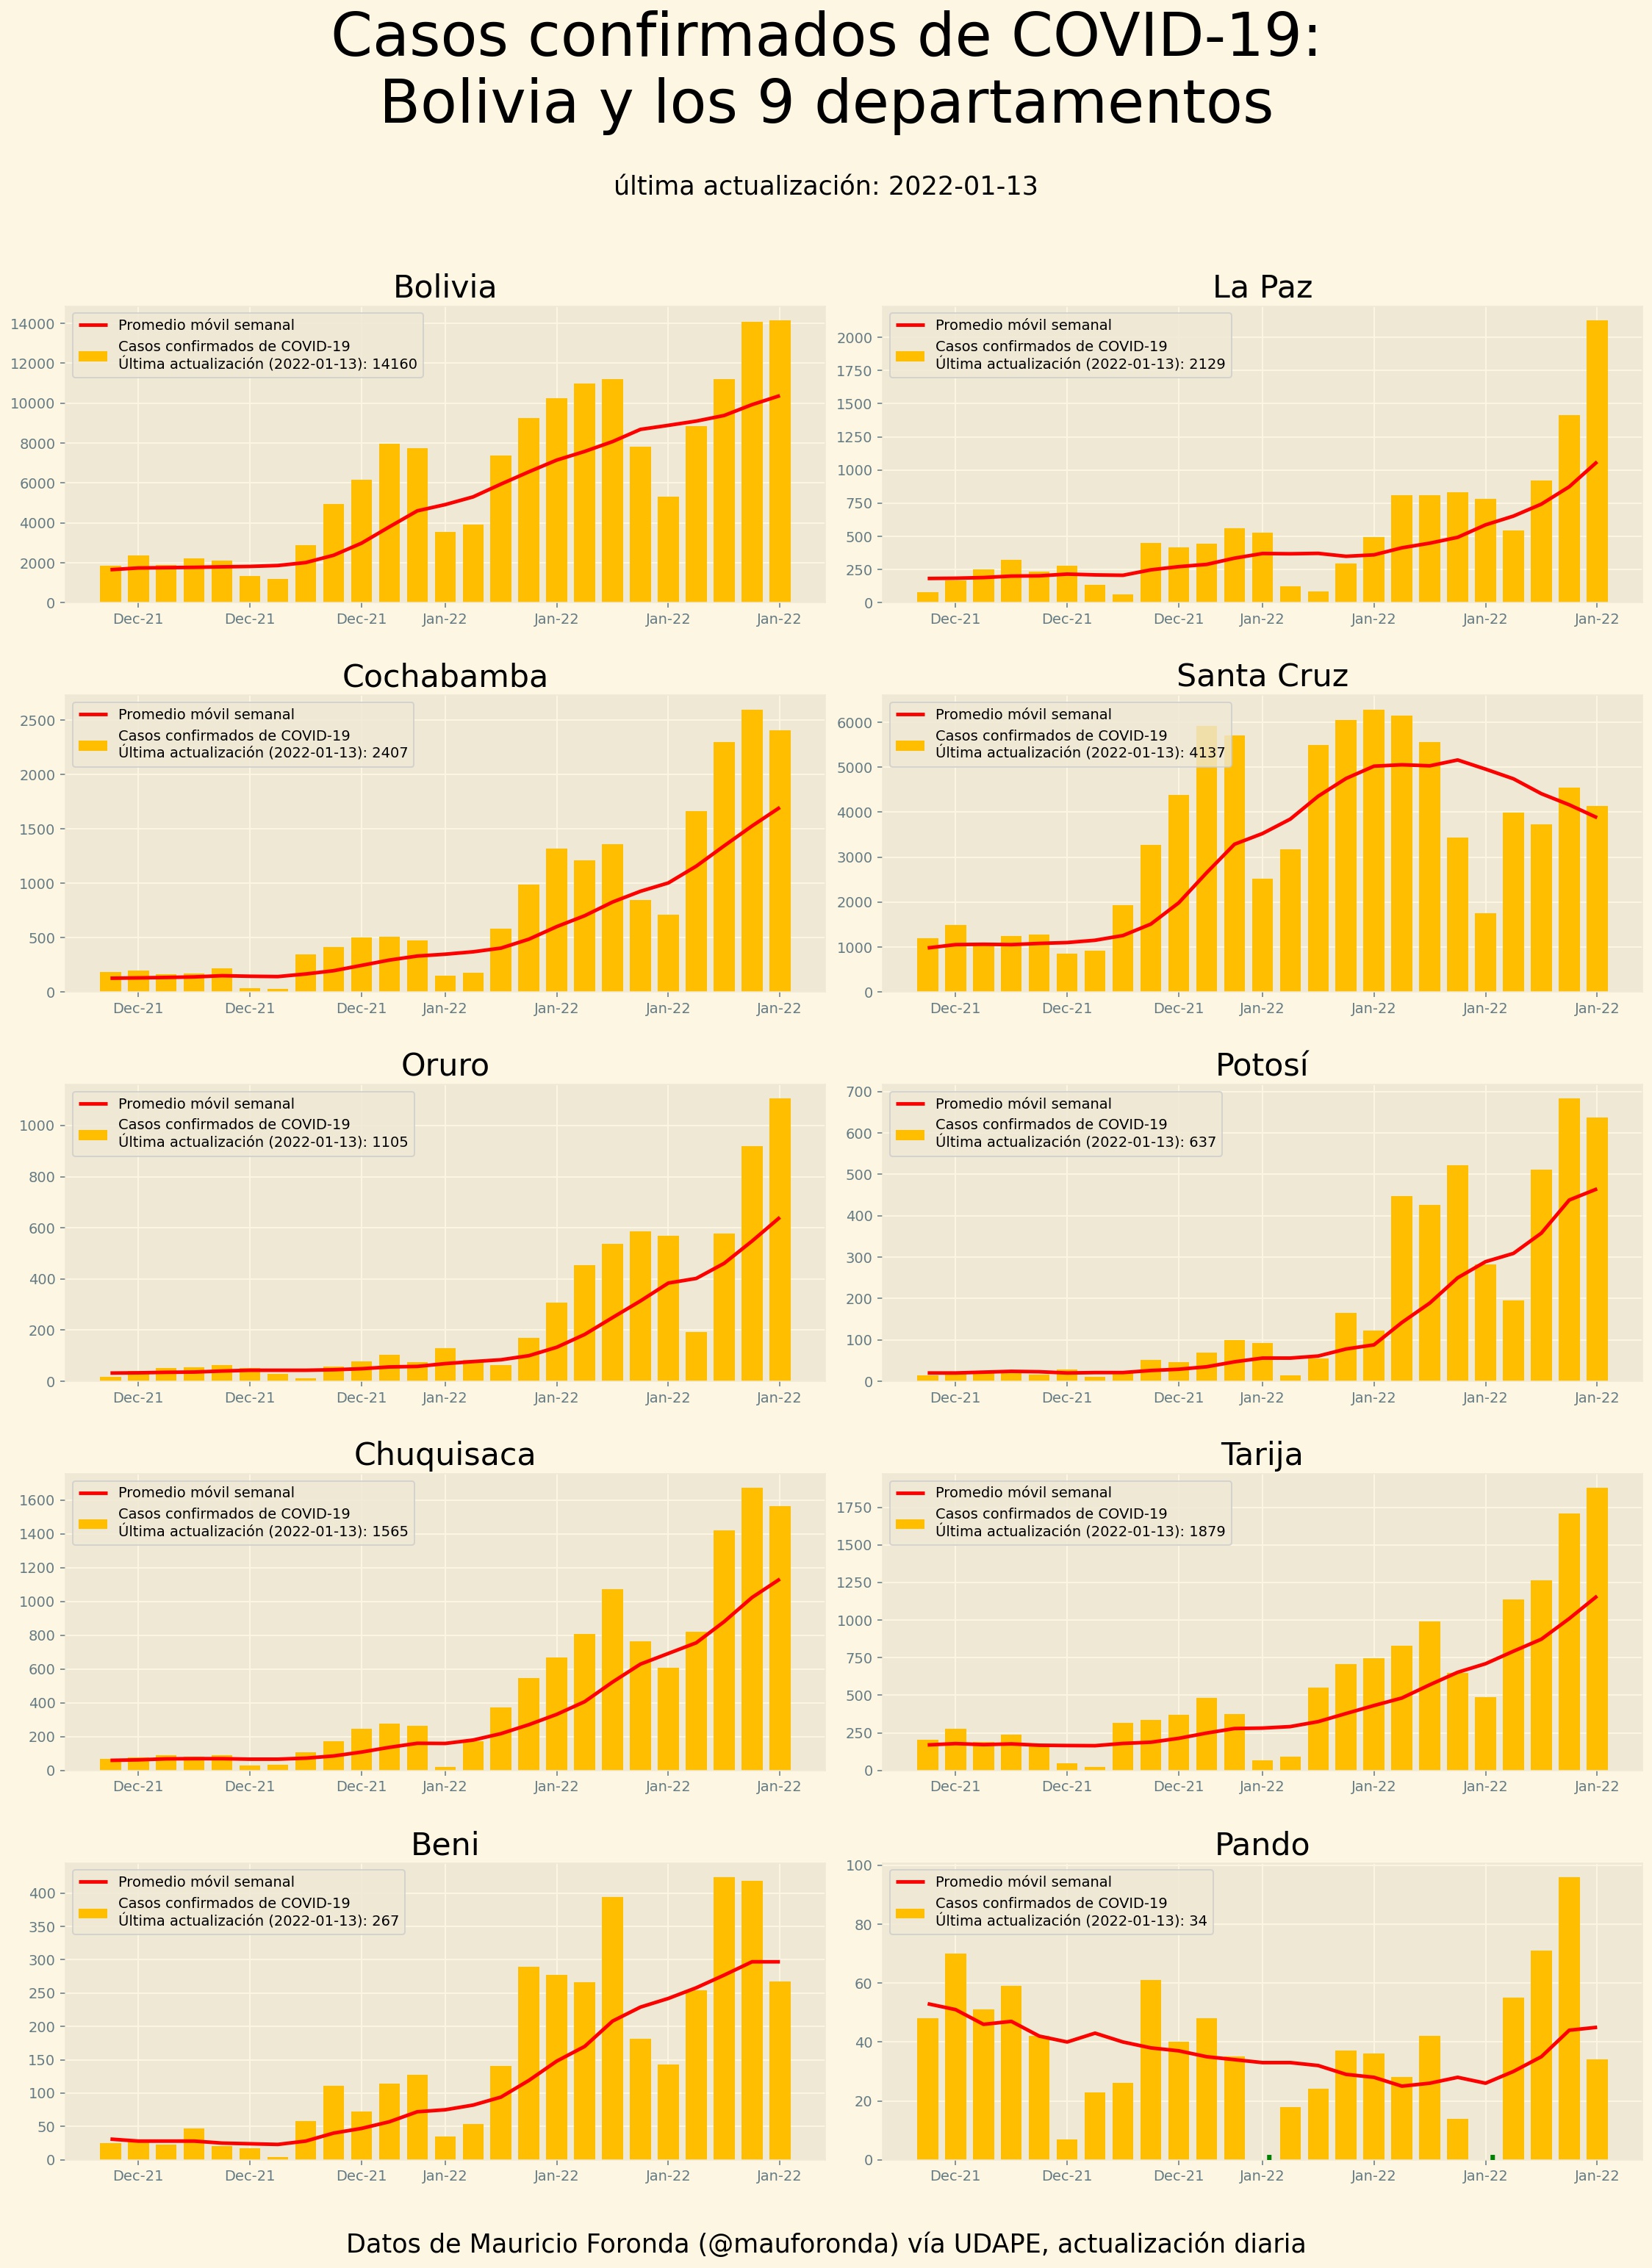 Casos confirmados de COVID-19:
Bolivia y los 9 departamentos
última actualización: 2022-01-13
Bolivia
Promedio móvil semanal
Casos confirmados de COVID-19
Última actualización (2022-01-13): 14160
14000
12000
10000
8000
6000
4000
2000
0
Dec-21 Dec-21 Dec-21 Jan-22 Jan-22 Jan-22 Jan-22
La Paz
Promedio móvil semanal
Casos confirmados de COVID-19
Última actualización (2022-01-13): 2129
2000
1750
1500
1250
1000
750
500
250
0
Dec-21 Dec-21 Dec-21 Jan-22 Jan-22 Jan-22 Jan-22
Cochabamba
Promedio móvil semanal
Casos confirmados de COVID-19
Última actualización (2022-01-13): 2407
2500
2000
1500
1000
500
0
Dec-21 Dec-21 Dec-21 Jan-22 Jan-22 Jan-22 Jan-22
Santa Cruz
Promedio móvil semanal
Casos confirmados de COVID-19
Última actualización (2022-01-13): 4137
6000
5000
4000
3000
2000
1000
0
Dec-21 Dec-21 Dec-21 Jan-22 Jan-22 Jan-22 Jan-22
Oruro
Promedio móvil semanal
Casos confirmados de COVID-19
Última actualización (2022-01-13): 1105
1000
800
600
400
200
0
Dec-21 Dec-21 Dec-21 Jan-22 Jan-22 Jan-22 Jan-22
Potosí
Promedio móvil semanal
Casos confirmados de COVID-19
Última actualización (2022-01-13): 637
700
600
500
400
300
200
100
0
Dec-21 Dec-21 Dec-21 Jan-22 Jan-22 Jan-22 Jan-22
Chuquisaca
Promedio móvil semanal
Casos confirmados de COVID-19
Última actualización (2022-01-13): 1565
1600
1400
1200
1000
800
600
400
200
0
Dec-21 Dec-21 Dec-21 Jan-22 Jan-22 Jan-22 Jan-22
Tarija
Promedio móvil semanal
Casos confirmados de COVID-19
Última actualización (2022-01-13): 1879
1750
1500
1250
1000
750
500
250
0
Dec-21 Dec-21 Dec-21 Jan-22 Jan-22 Jan-22 Jan-22
Beni
Promedio móvil semanal
Casos confirmados de COVID-19
Última actualización (2022-01-13): 267
400
350
300
250
200
150
100
50
0
Dec-21 Dec-21 Dec-21 Jan-22 Jan-22 Jan-22 Jan-22
Pando
Promedio móvil semanal
Casos confirmados de COVID-19
Última actualización (2022-01-13): 34
100
80
60
40
20
0
Dec-21 Dec-21 Dec-21 Jan-22 Jan-22 Jan-22 Jan-22
Datos de Mauricio Foronda (@mauforonda) vía UDAPE, actualización diaria